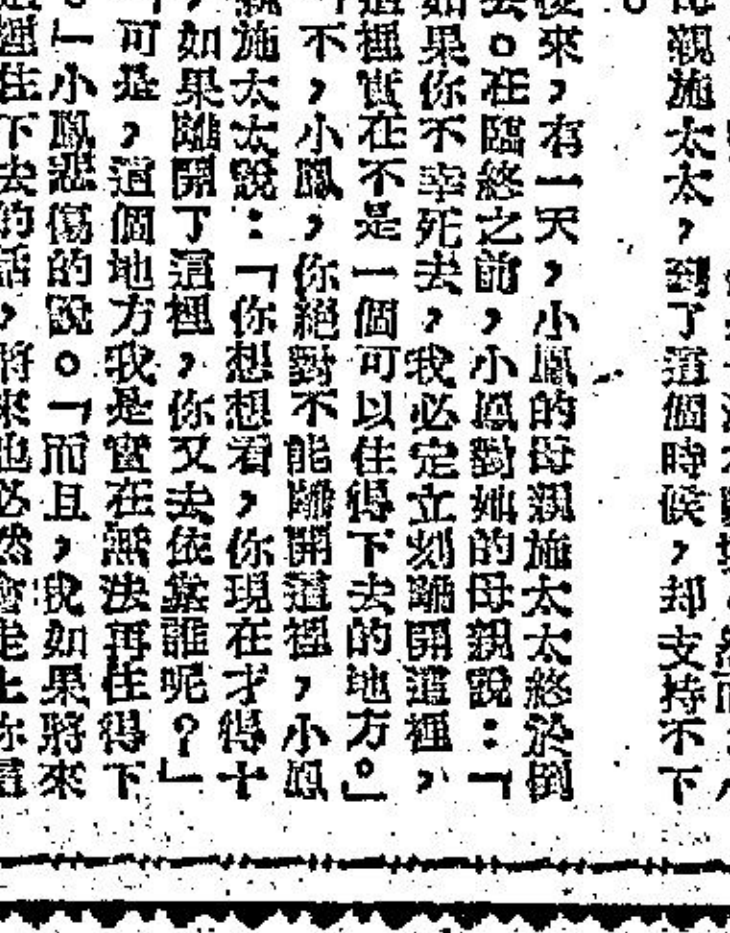 母親施太太，到了這個時候，却支持不下
。
後來，有一天，小鳳的母親施太太終於倒
去。在臨終之前，小鳳對她的母親說：「
如果你不幸死去，我必定立刻離開這裡，
這裡實在不是一個可以住得下去的地方。」
「不，小鳳，你絕對不能離開這裡，小鳳
親施太太說：「你想想看，你現在才得十
，如果離開了這裡，你又去依靠誰呢？」
「可是，這個地方我是實在無法再住得下
。」小鳳悲傷的說。「而且，我如果將來
這裡住下去的話，將來也必然會走上你這